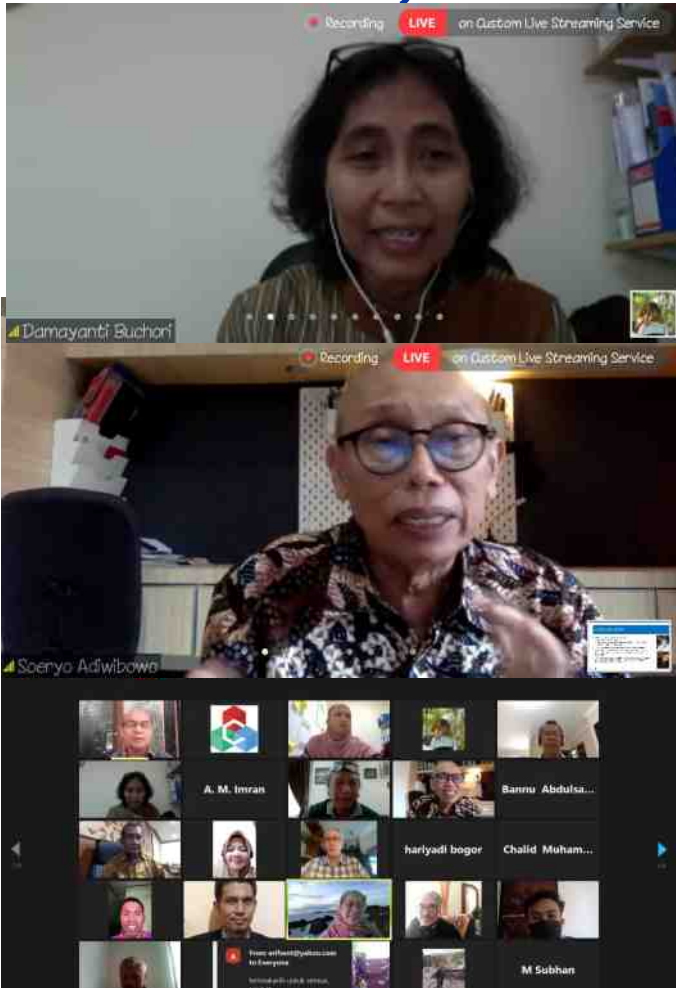 Recording LIVE on Custom Live Streaming Service
Damayanti Buchori
Recording LIVE on Custom Live Streaming Service
Soeryo Adiwibowo
A. M. Imran
Bannu Abdulsa...
hariyadi bogor
Chalid Muham...
to Everyone
M Subhan